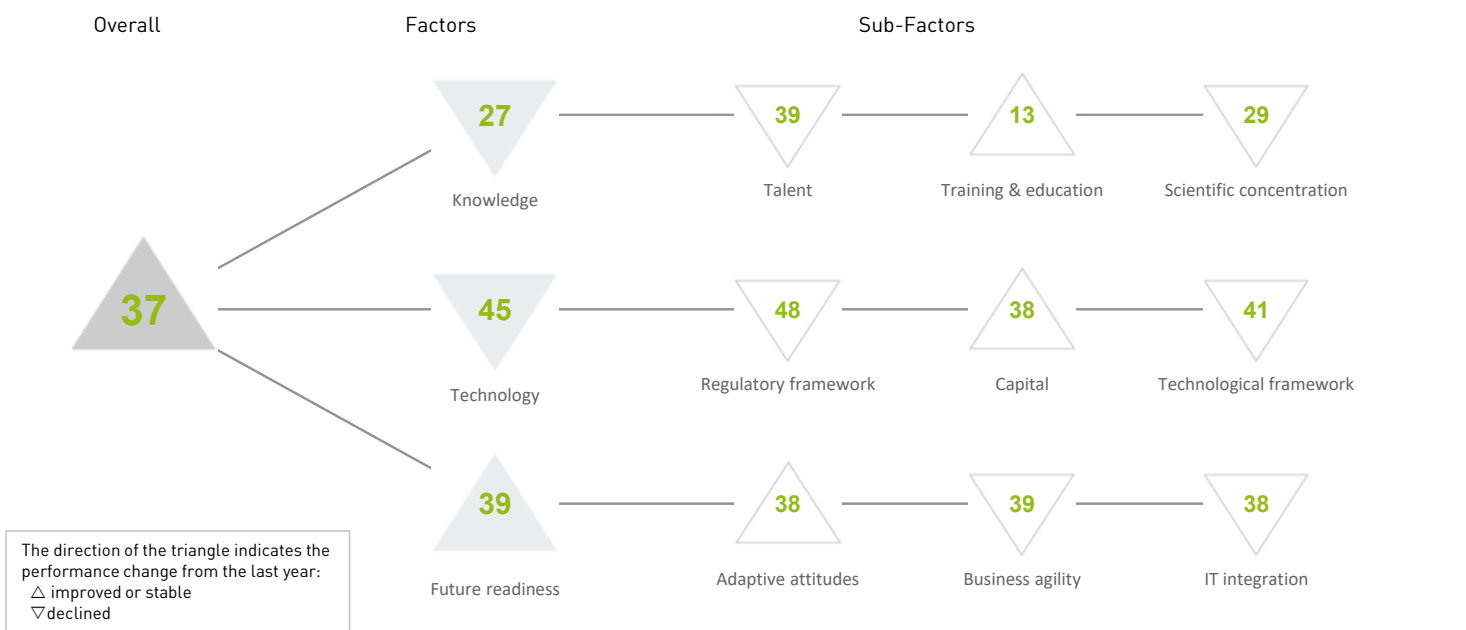 Overall
Factors
Sub-Factors
27
39
13
29
Knowledge
Talent
Training & education
Scientific concentration
37
45
48
38
41
Technology
Regulatory framework
Capital
Technological framework
39
38
39
38
Future readiness
Adaptive attitudes
Business agility
IT integration
The direction of the triangle indicates the
performance change from the last year:
△ improved or stable
▽ declined